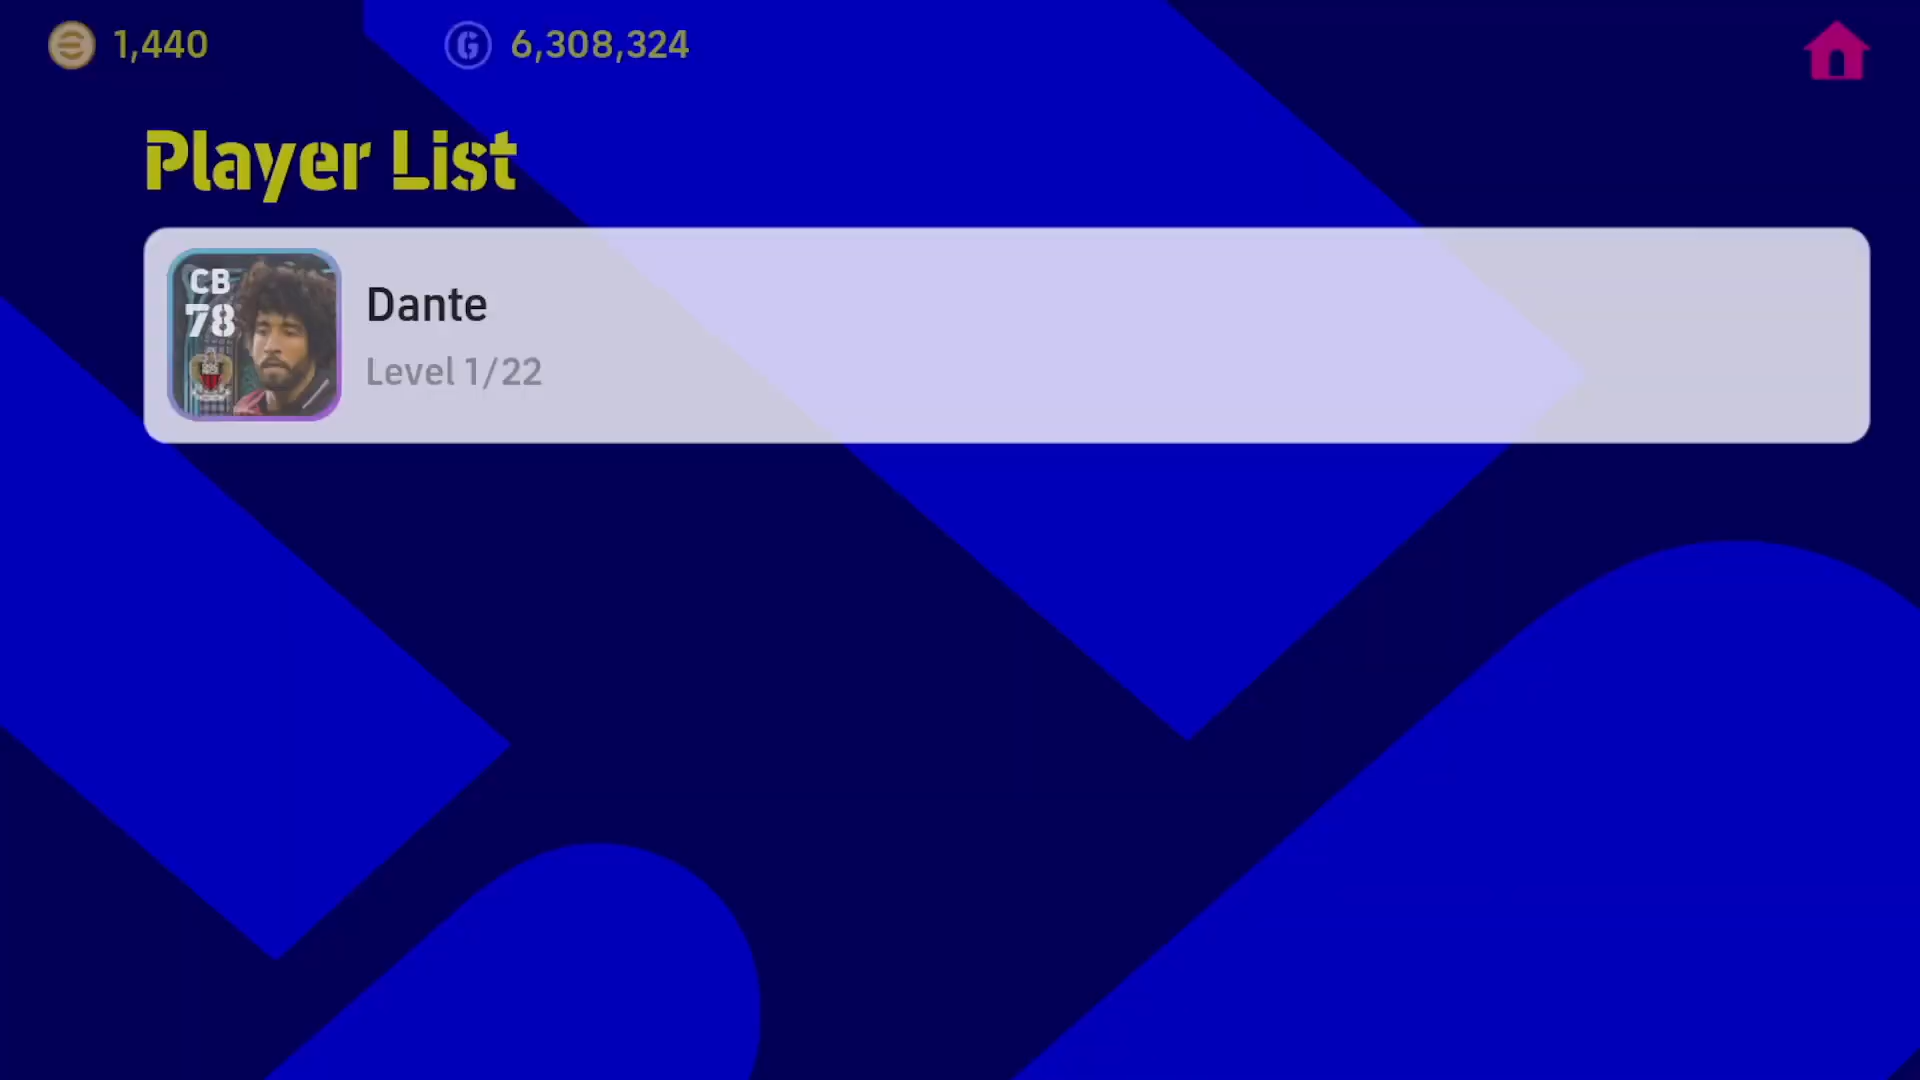 1,440
6,308,324
Player List
CB
78
Dante
Level 1/22